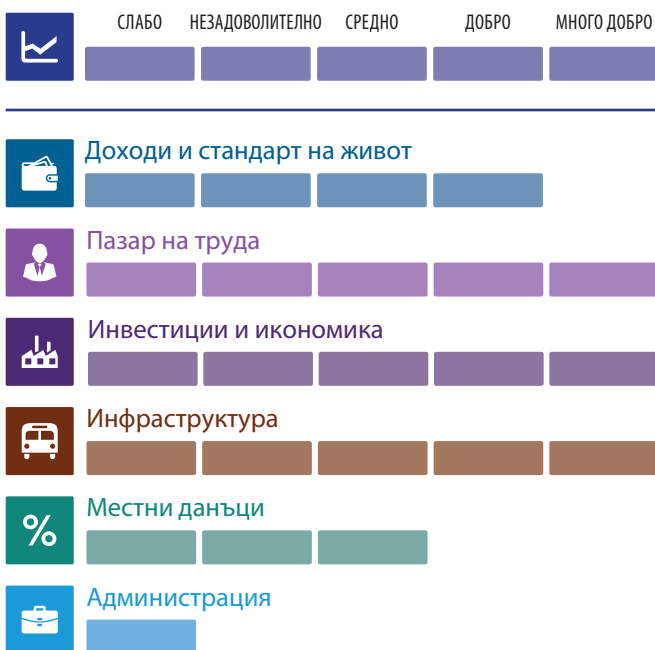 СЛАБО НЕЗАДОВОЛИТЕЛНО СРЕДНО ДОБРО МНОГО ДОБРО
Доходи и стандарт на живот
Пазар на труда
Инвестиции и икономика
Инфраструктура
Местни данъци
%
Администрация